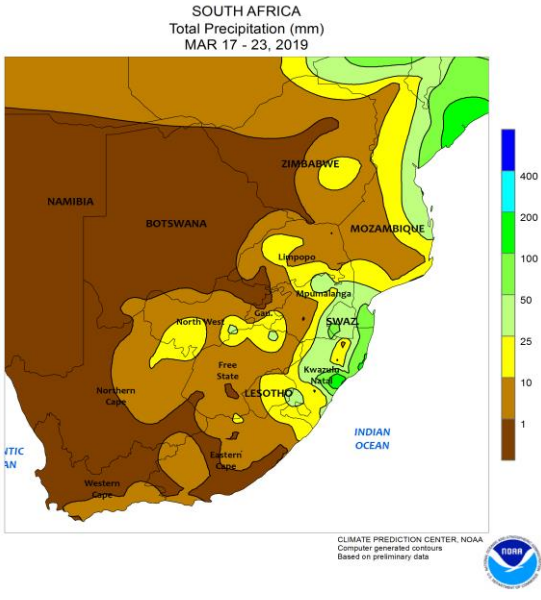 SOUTH AFRICA
Total Precipitation (mm)
MAR 17 - 23, 2019
ZIMBABWE
NAMIBIA
BOTSWANA
MOZAMBIQUE
Limpopo
Mpumalanga
Gau.
North West
SWAZ.
Free
State
Kwazulu
Natal
Northern
Cape
LESOTHO
INDIAN
OCEAN
NTIC
AN
Eastern
Cape
Western
Cape
400
200
100
50
25
10
1
CLIMATE PREDICTION CENTER, NOAA
Computer generated contours
Based on preliminary data
NOAA